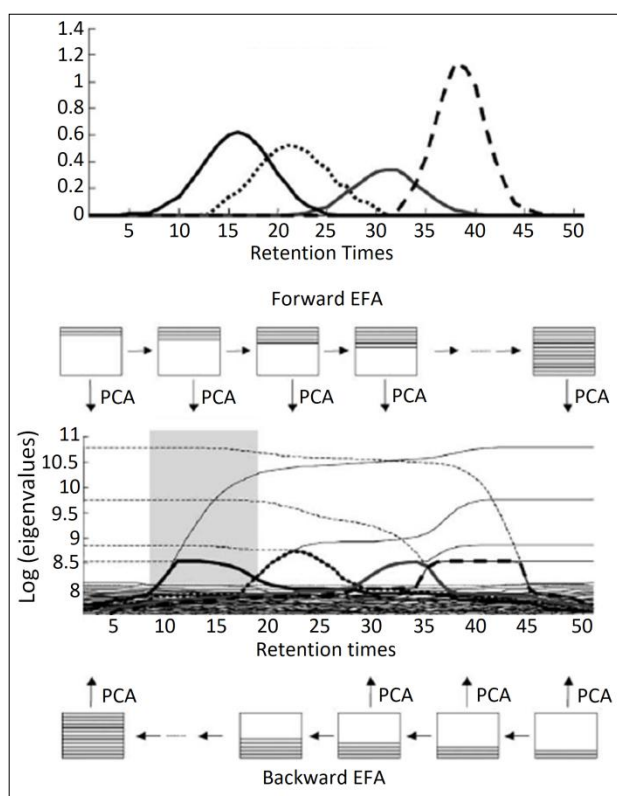 1.4
1.2
1
0.8
0.6
0.4
0.2
0
5 10 15 20 25 30 35 40 45 50
Retention Times
Forward EFA
PCA PCA PCA PCA PCA
11
10.5
10
9.5
9
8.5
8
Log (eigenvalues)
5 10 15 20 25 30 35 40 45 50
Retention times
PCA PCA PCA PCA
Backward EFA